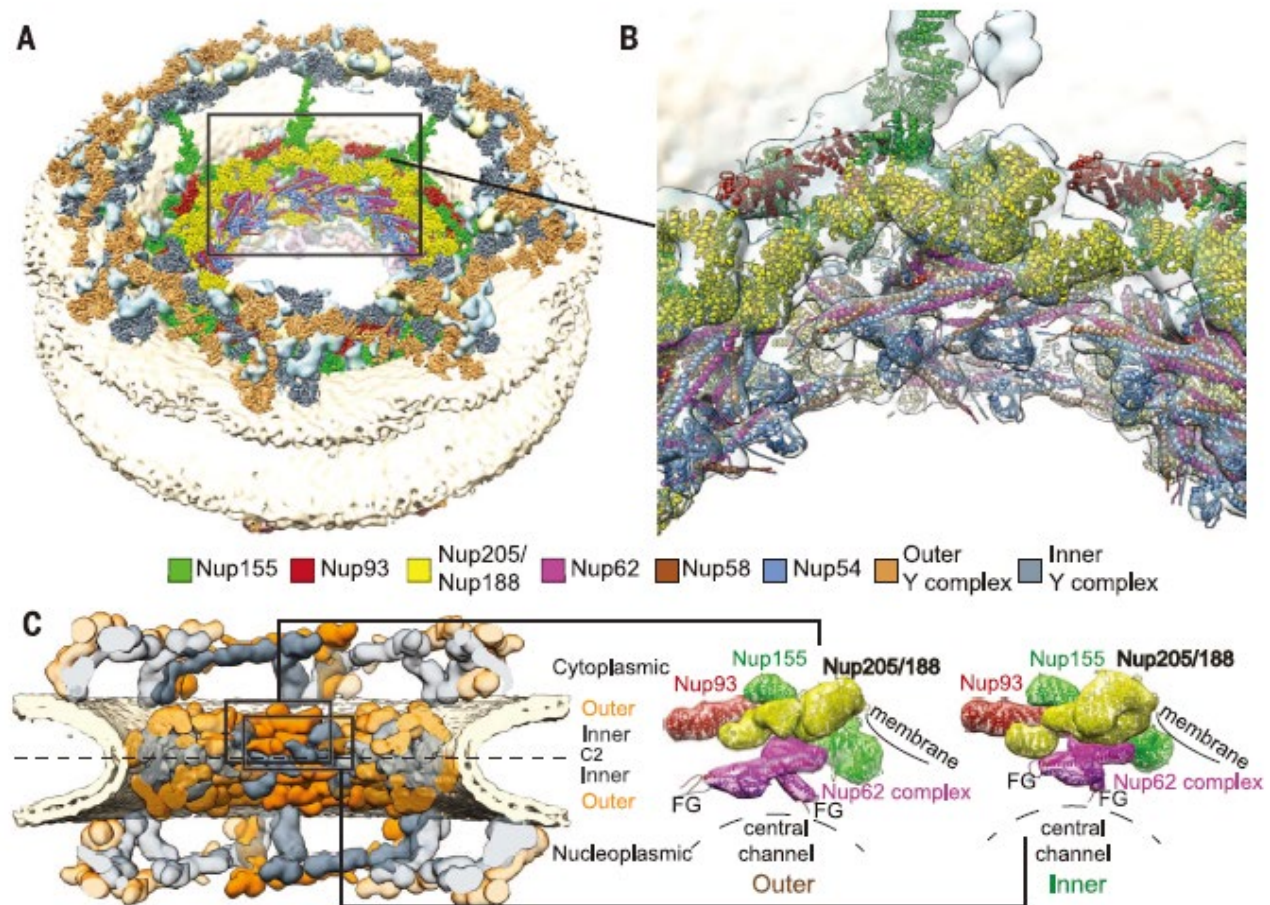 A
B
Nup155 Nup93 Nup205/ Nup188 Nup62 Nup58 Nup54 Outer Y complex Inner Y complex
C
Cytoplasmic
Outer
Inner
C2
Inner
Outer
Nucleoplasmic
Nup155 Nup205/188
Nup93
membrane
Nup62 complex
FG
FG
central
channel
Outer
Nup155 Nup205/188
Nup93
membrane
FG Nup62 complex
FG
central
channel
Inner